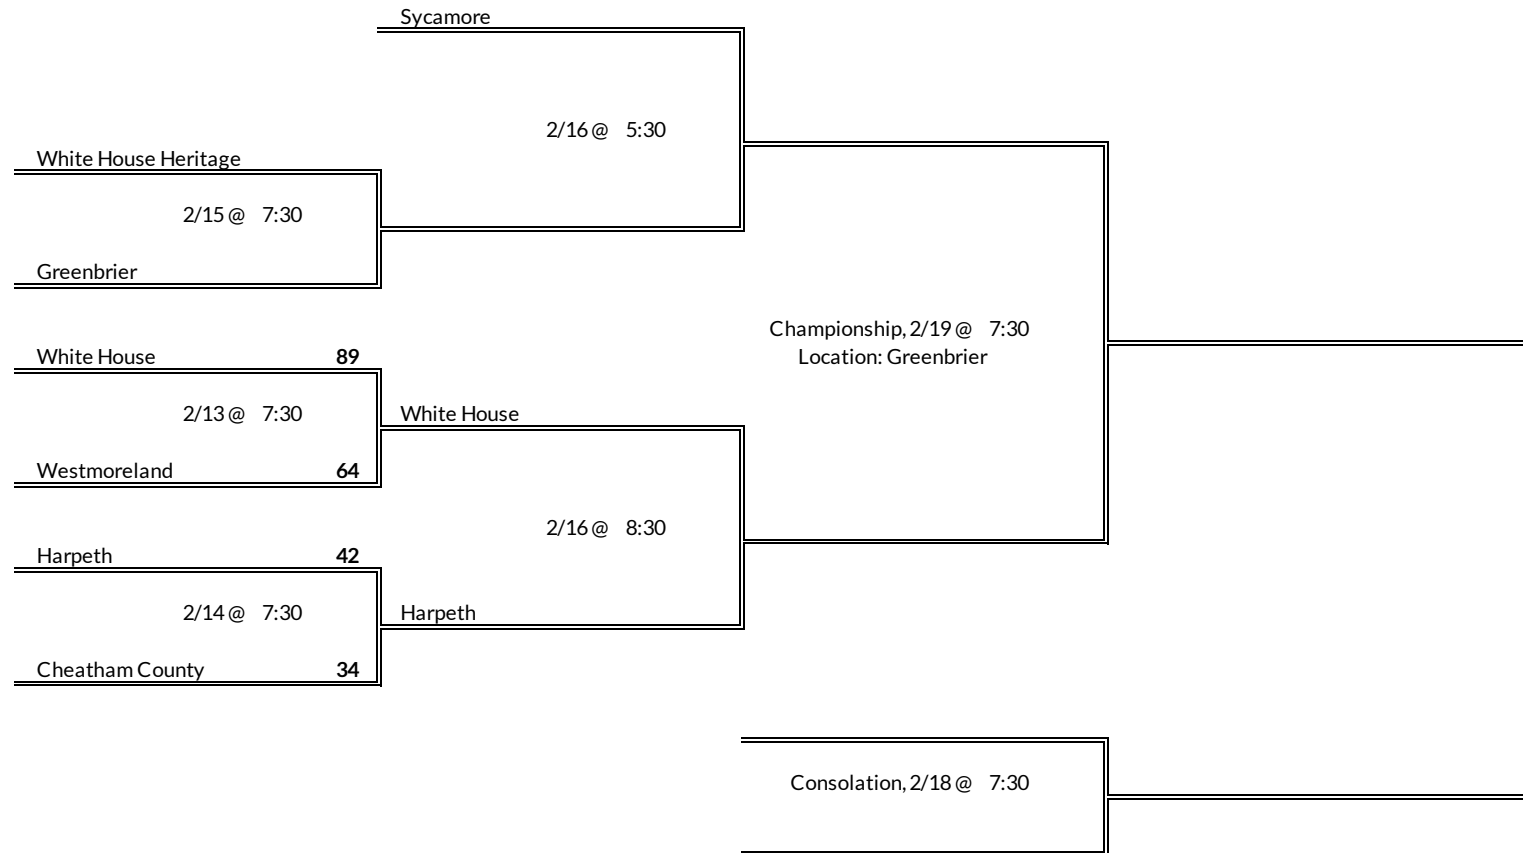 Sycamore
2/16 @ 5:30
White House Heritage
2/15 @ 7:30
Greenbrier
Championship, 2/19 @ 7:30
Location: Greenbrier
White House 89
2/13 @ 7:30
White House
Westmoreland 64
2/16 @ 8:30
Harpeth 42
2/14 @ 7:30
Harpeth
Cheatham County 34
Consolation, 2/18 @ 7:30